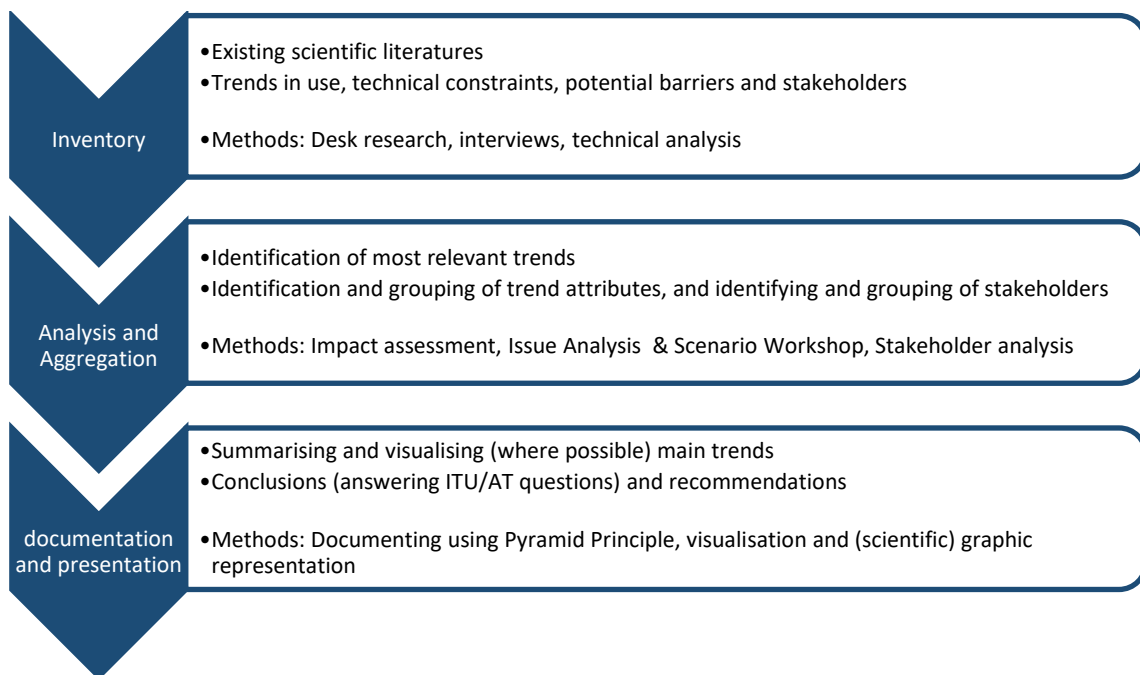 Inventory
•Existing scientific literatures
•Trends in use, technical constraints, potential barriers and stakeholders
•Methods: Desk research, interviews, technical analysis
Analysis and
Aggregation
•Identification of most relevant trends
•Identification and grouping of trend attributes, and identifying and grouping of stakeholders
•Methods: Impact assessment, Issue Analysis & Scenario Workshop, Stakeholder analysis
documentation
and presentation
•Summarising and visualising (where possible) main trends
•Conclusions (answering ITU/AT questions) and recommendations
•Methods: Documenting using Pyramid Principle, visualisation and (scientific) graphic
representation